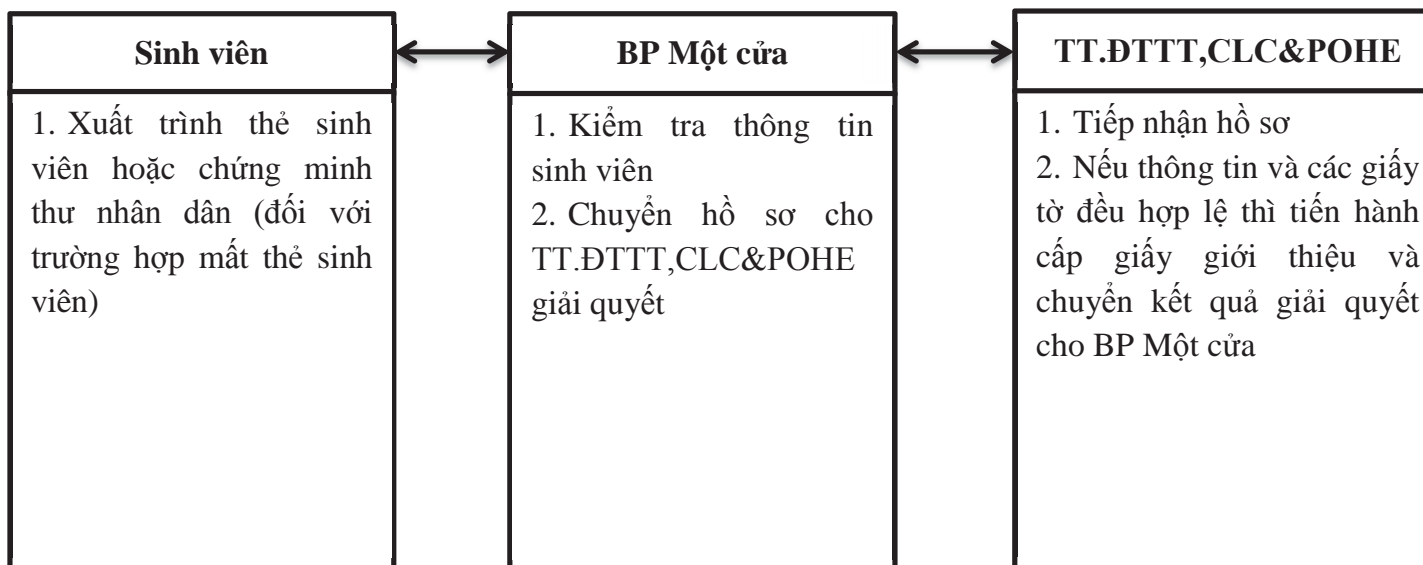 Sinh viên
1. Xuất trình thẻ sinh
viên hoặc chứng minh
thư nhân dân (đối với
trường hợp mất thẻ sinh
viên)
BP Một cửa
1. Kiểm tra thông tin
sinh viên
2. Chuyển hồ sơ cho
TT.ĐTTT,CLC&POHE
giải quyết
TT.ĐTTT,CLC&POHE
1. Tiếp nhận hồ sơ
2. Nếu thông tin và các giấy
tờ đều hợp lệ thì tiến hành
cấp giấy giới thiệu và
chuyển kết quả giải quyết
cho BP Một cửa